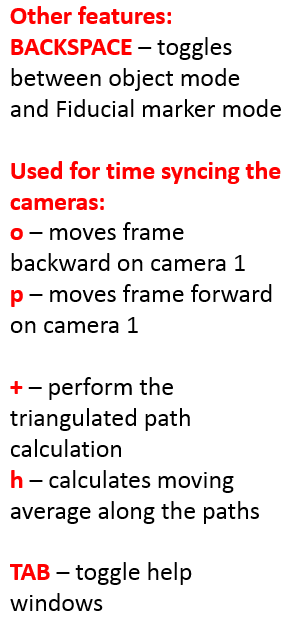 Other features:
BACKSPACE – toggles
between object mode
and Fiducial marker mode
Used for time syncing the
cameras:
o – moves frame
backward on camera 1
p – moves frame forward
on camera 1
+ – perform the
triangulated path
calculation
h – calculates moving
average along the paths
TAB – toggle help
windows